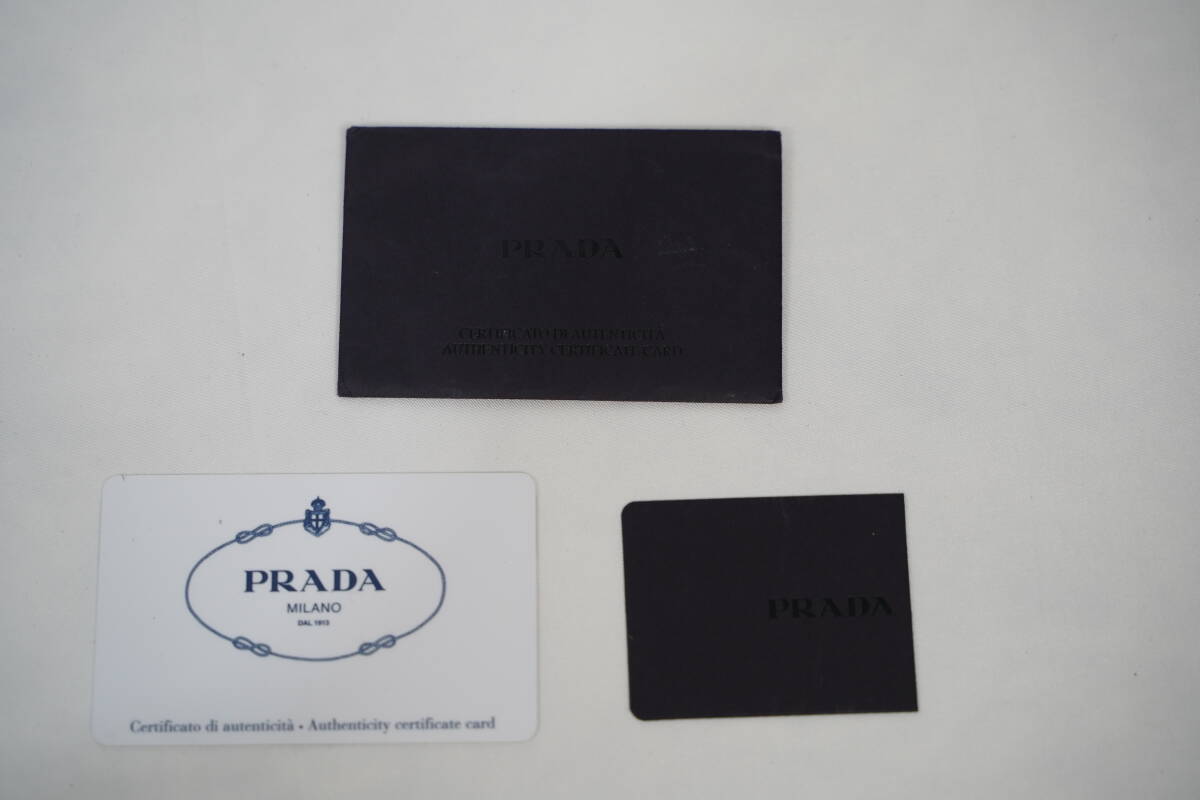 PRADA
CERTIFICATO DI AUTENTICITÀ
AUTHENTICITY CERTIFICATE CARD
PRADA
MILANO
DAL 1913
Certificato di autenticità - Authenticity certificate card
PRADA